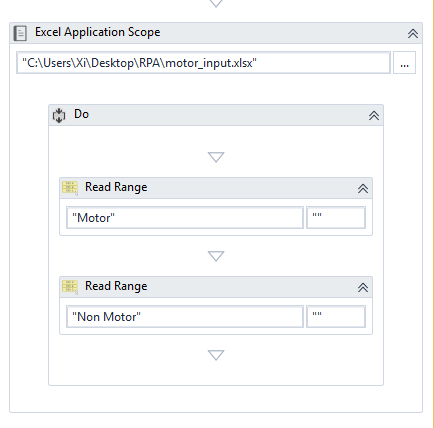 Excel Application Scope
"C:\Users\Xi\Desktop\RPA\motor_input.xlsx" ...
Do
Read Range
"Motor" ""
Read Range
"Non Motor" ""